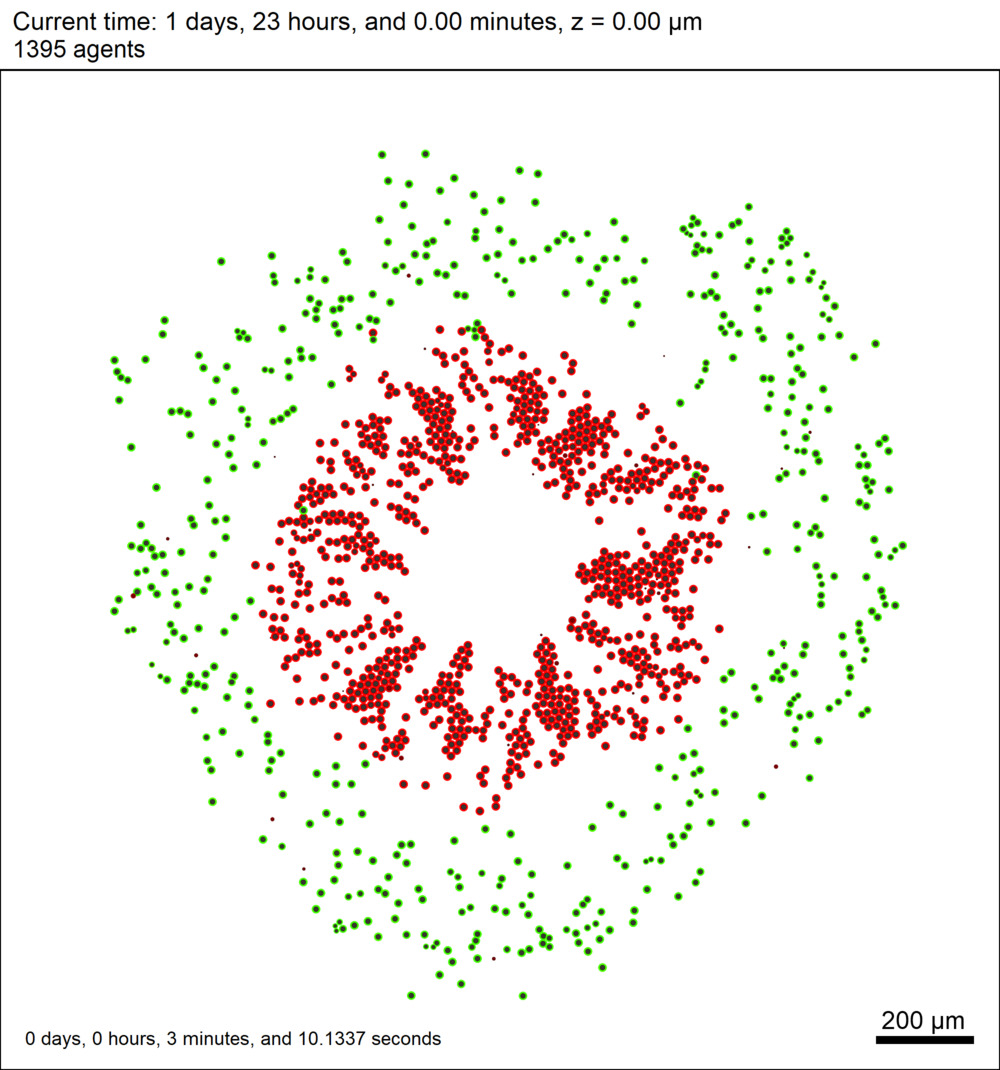 Current time: 1 days, 23 hours, and 0.00 minutes, z = 0.00 μm
1395 agents
200 μm
0 days, 0 hours, 3 minutes, and 10.1337 seconds